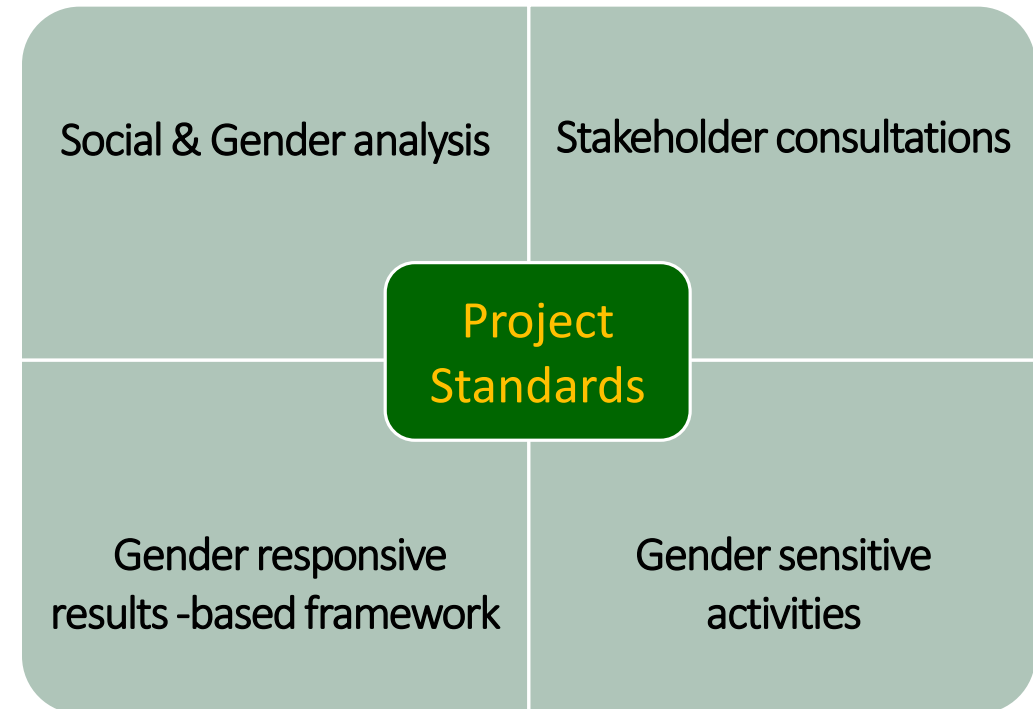 Social & Gender analysis
Stakeholder consultations
Project
Standards
Gender responsive
results -based framework
Gender sensitive
activities